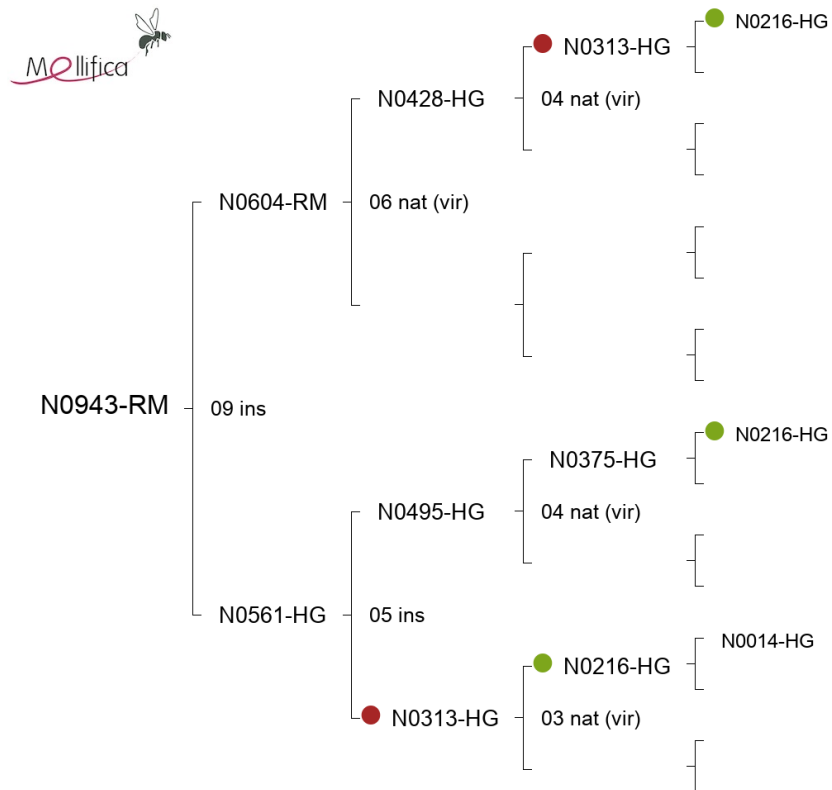 Mellifica
N0216-HG
N0313-HG
N0428-HG
04 nat (vir)
N0604-RM
06 nat (vir)
N0943-RM
09 ins
N0216-HG
N0375-HG
N0495-HG
04 nat (vir)
N0561-HG
05 ins
N0014-HG
N0216-HG
N0313-HG
03 nat (vir)